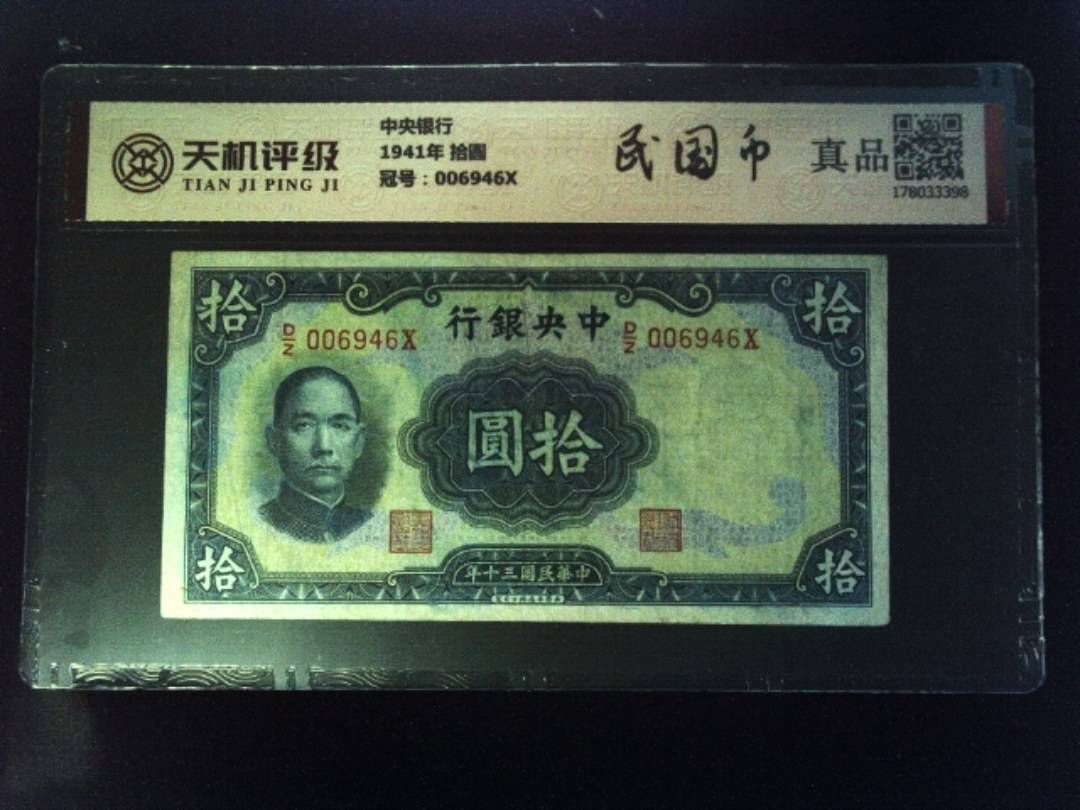 天机评级
TIAN JI PING JI
中央银行
1941年 拾圆
冠号：006946X
民国币
真品
178033398
拾
拾
行銀央中
D/Z 006946X
D/Z 006946X
圓拾
拾
年十三國民華中
拾